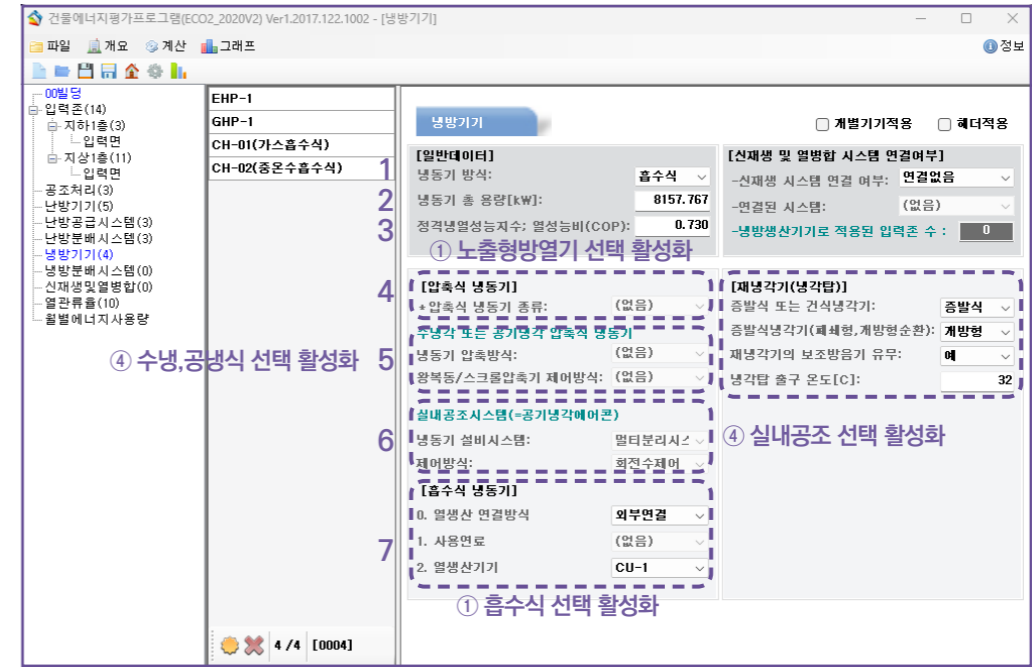 건물에너지평가프로그램(ECO2_2020V2) Ver1.2017.122.1002 - [냉방기기]
파일 개요 계산 그래프 정보
00빌딩
입력존(14)
지하1층(3)
입력면
지상1층(11)
입력면
공조처리(3)
난방기기(5)
난방공급시스템(3)
난방분배시스템(3)
냉방기기(4)
냉방분배시스템(0)
신재생및열병합(0)
열관류율(10)
월별에너지사용량
EHP-1
GHP-1
CH-01(가스흡수식)
CH-02(중온수흡수식)
4 /4 [0004]
냉방기기
개별기기적용 헤더적용
[일반데이터]
1 냉동기 방식: 흡수식
2 냉동기 총 용량[kW]: 8157.767
3 정격냉열성능지수; 열성능비(COP): 0.730
① 노출형방열기 선택 활성화
[신재생 및 열병합 시스템 연결여부]
-신재생 시스템 연결 여부: 연결없음
-연결된 시스템: (없음)
-냉방생산기기로 적용된 입력존 수 : 0
4 [압축식 냉동기]
*압축식 냉동기 종류: (없음)
수냉각 또는 공기냉각 압축식 냉동기
5 냉동기 압축방식: (없음)
왕복동/스크롤압축기 제어방식: (없음)
④ 수냉,공냉식 선택 활성화
실내공조시스템(=공기냉각에어콘)
6 냉동기 설비시스템: 멀티분리시스
제어방식: 회전수제어
[흡수식 냉동기]
0. 열생산 연결방식 외부연결
7 1. 사용연료 (없음)
2. 열생산기기 CU-1
① 흡수식 선택 활성화
[재냉각기(냉각탑)]
증발식 또는 건식냉각기: 증발식
증발식냉각기(폐쇄형,개방형순환): 개방형
재냉각기의 보조방음기 유무: 예
냉각탑 출구 온도[C]: 32
④ 실내공조 선택 활성화